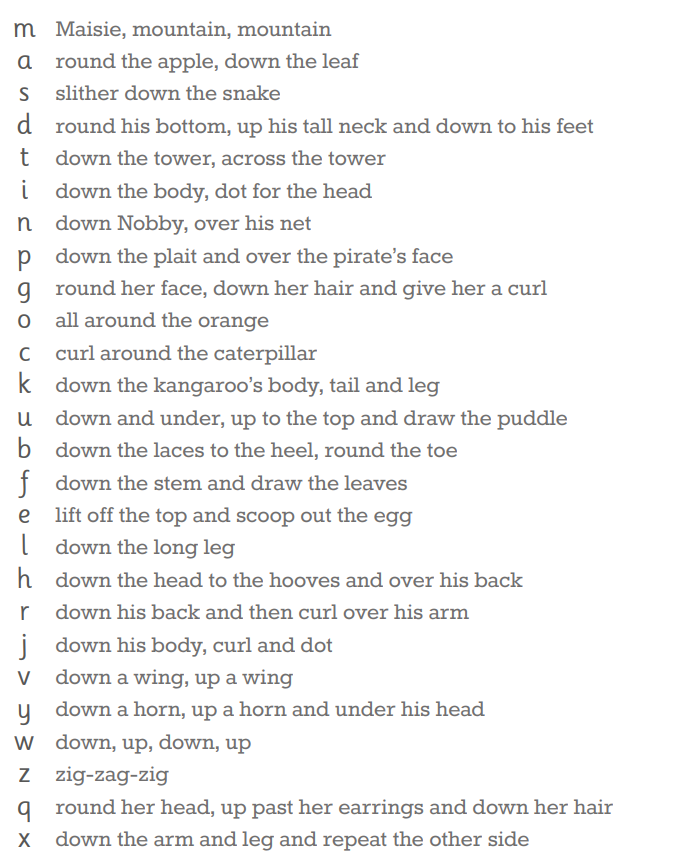 m Maisie, mountain, mountain
a round the apple, down the leaf
s slither down the snake
d round his bottom, up his tall neck and down to his feet
t down the tower, across the tower
i down the body, dot for the head
n down Nobby, over his net
p down the plait and over the pirate’s face
g round her face, down her hair and give her a curl
o all around the orange
c curl around the caterpillar
k down the kangaroo’s body, tail and leg
u down and under, up to the top and draw the puddle
b down the laces to the heel, round the toe
f down the stem and draw the leaves
e lift off the top and scoop out the egg
l down the long leg
h down the head to the hooves and over his back
r down his back and then curl over his arm
j down his body, curl and dot
v down a wing, up a wing
y down a horn, up a horn and under his head
w down, up, down, up
z zig-zag-zig
q round her head, up past her earrings and down her hair
x down the arm and leg and repeat the other side